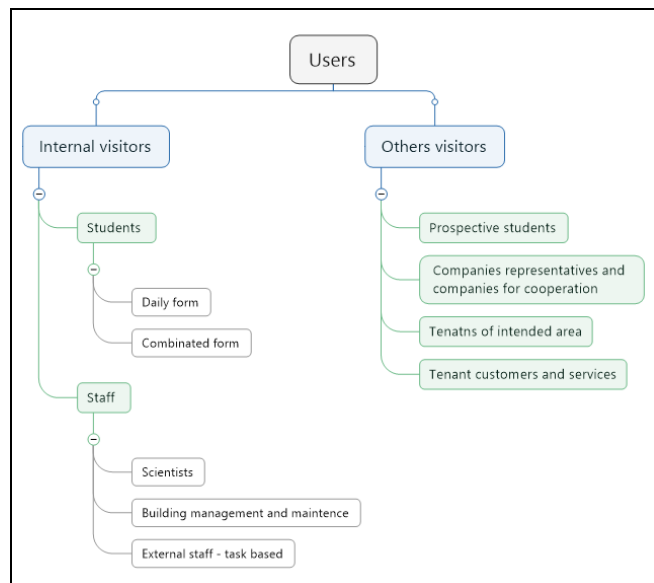 Users
Internal visitors
Students
Daily form
Combinated form
Staff
Scientists
Building management and maintence
External staff - task based
Others visitors
Prospective students
Companies representatives and
companies for cooperation
Tenatns of intended area
Tenant customers and services